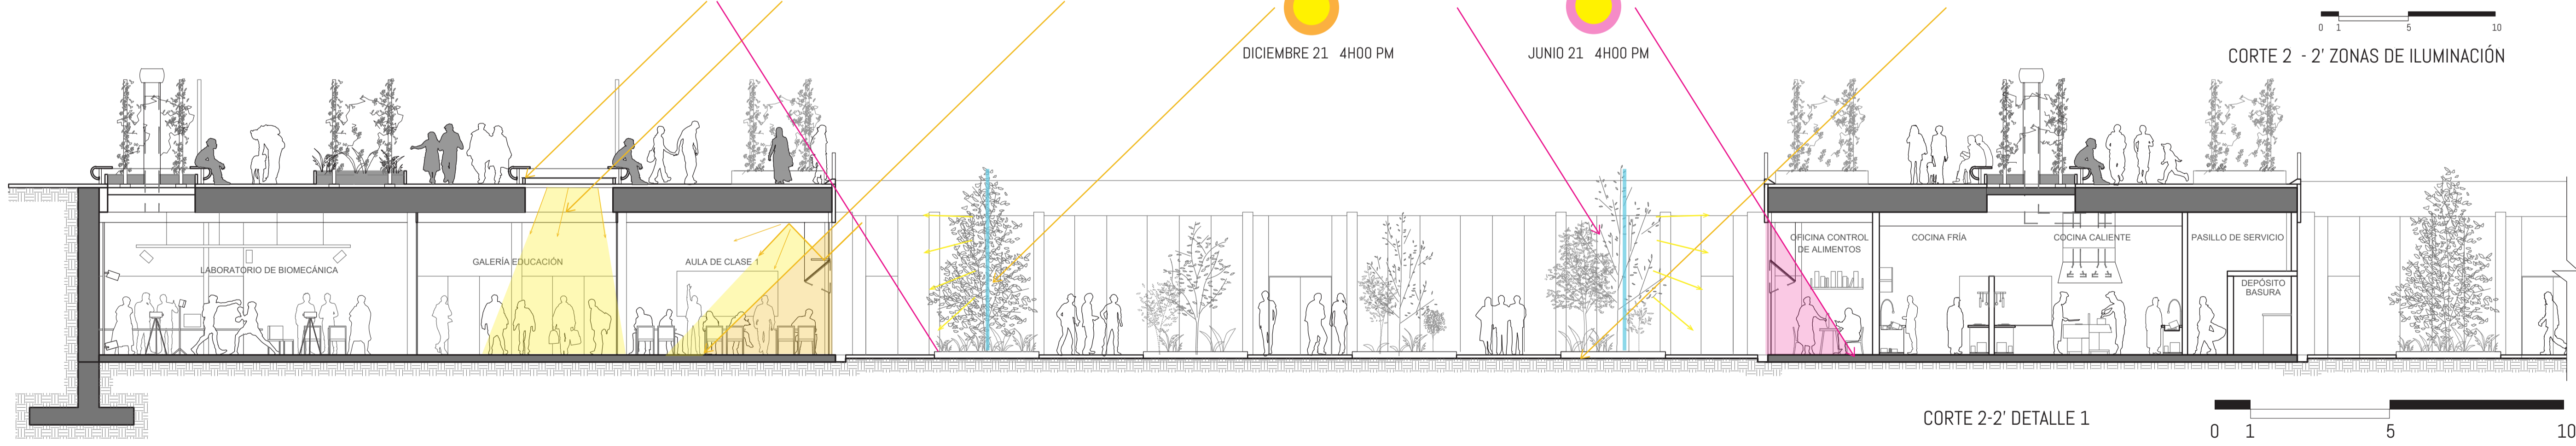 DICIEMBRE 21 4H00 PM
JUNIO 21 4H00 PM
0 1 5 10
CORTE 2 - 2' ZONAS DE ILUMINACIÓN
LABORATORIO DE BIOMECÁNICA
GALERÍA EDUCACIÓN
AULA DE CLASE 1
OFICINA CONTROL
DE ALIMENTOS
COCINA FRÍA
COCINA CALIENTE
PASILLO DE SERVICIO
DEPÓSITO
BASURA
CORTE 2-2' DETALLE 1
0 1 5 10